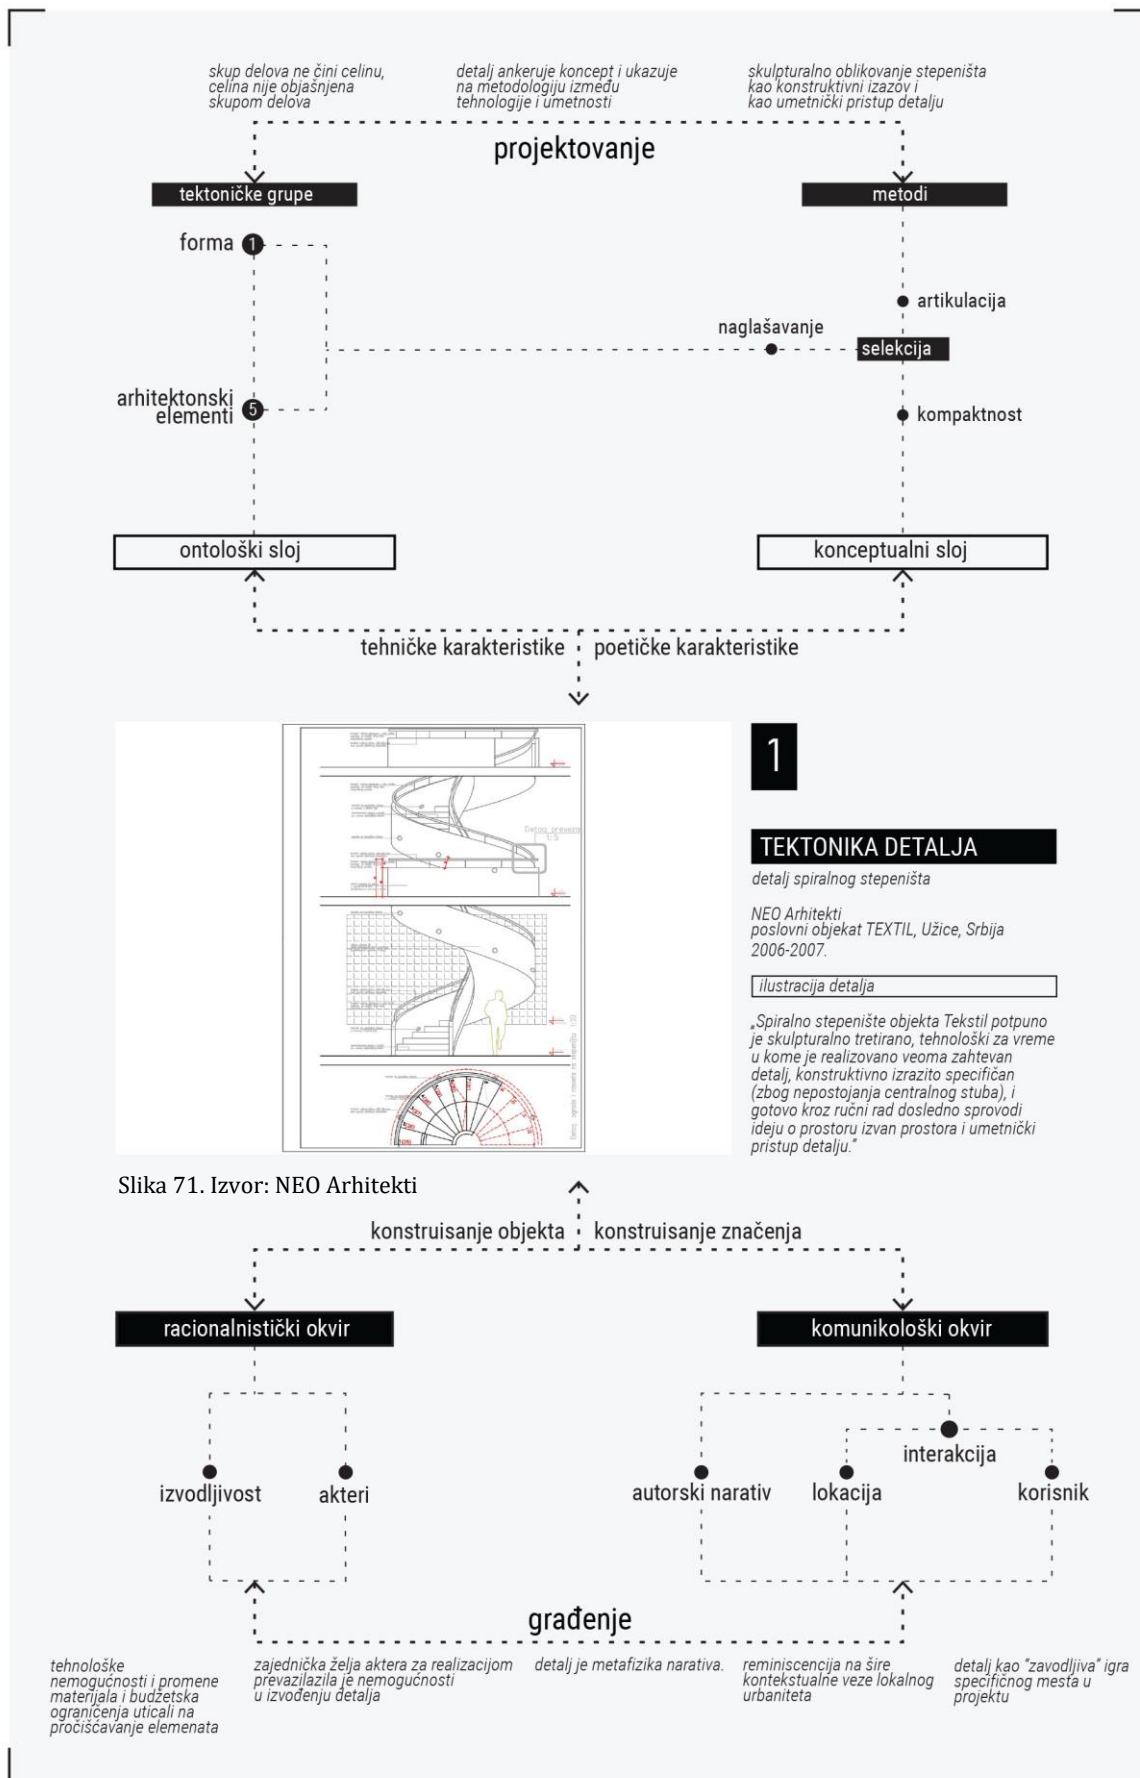 skup delova ne čini celinu,
celina nije objašnjena
skupom delova
detalj ankeruje koncept i ukazuje
na metodologiju između
tehnologije i umetnosti
skulpturalno oblikovanje stepeništa
kao konstruktivni izazov i
kao umetnički pristup detalju
projektovanje
tektoničke grupe
metodi
forma 1
artikulacija
naglašavanje
selekcija
arhitektonski
elementi 5
kompaktnost
ontološki sloj
konceptualni sloj
tehničke karakteristike
poetičke karakteristike
1
TEKTONIKA DETALJA
detalj spiralnog stepeništa
NEO Arhitekti
poslovni objekat TEXTIL, Užice, Srbija
2006-2007.
ilustracija detalja
„Spiralno stepenište objekta Tekstil potpuno
je skulpturalno tretirano, tehnološki za vreme
u kome je realizovano veoma zahtevan
detalj, konstruktivno izrazito specifičan
(zbog nepostojanja centralnog stuba), i
gotovo kroz ručni rad dosledno sprovodi
ideju o prostoru izvan prostora i umetnički
pristup detalju.”
Slika 71. Izvor: NEO Arhitekti
konstruisanje objekta
konstruisanje značenja
racionalnistički okvir
komunikološki okvir
interakcija
izvodljivost
akteri
autorski narativ
lokacija
korisnik
građenje
tehnološke
nemogućnosti i promene
materijala i budžetska
ograničenja uticali na
pročišćavanje elemenata
zajednička želja aktera za realizacijom
prevazilazila je nemogućnosti
u izvođenju detalja
detalj je metafizika narativa.
reminiscencija na šire
kontekstualne veze lokalnog
urbaniteta
detalj kao "zavodljiva" igra
specifičnog mesta u
projektu